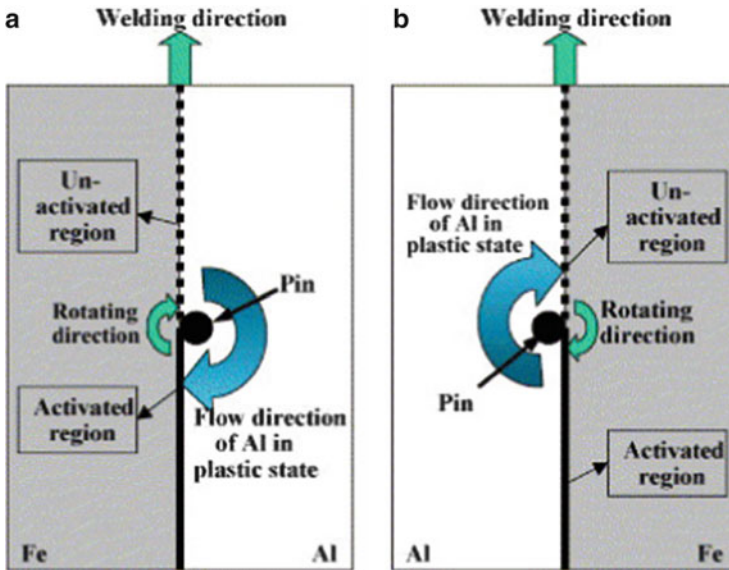 a
Welding direction
Un-
activated
region
Pin
Rotating
direction
Activated
region
Flow direction
of Al in
plastic state
Fe
Al
b
Welding direction
Flow direction
of Al in
plastic state
Un-
activated
region
Rotating
direction
Pin
Activated
region
Al
Fe